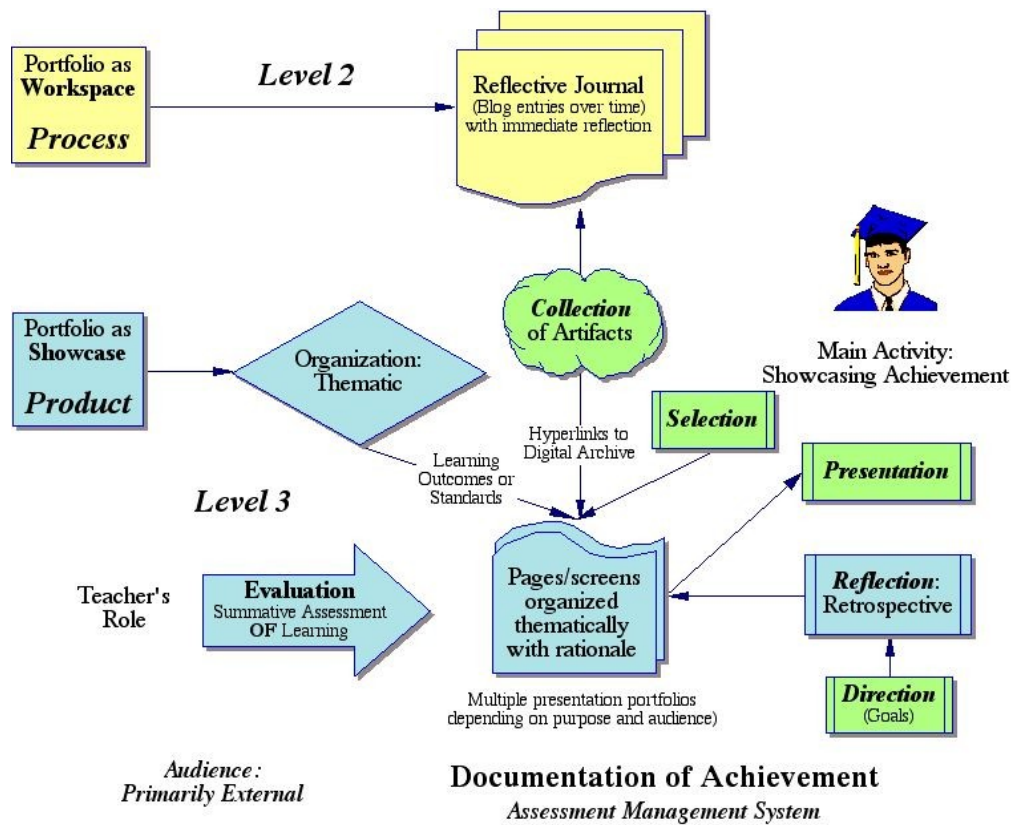 Portfolio as
Workspace
Process
Level 2
Reflective Journal
(Blog entries over time)
with immediate reflection
Portfolio as
Showcase
Product
Organization:
Thematic
Collection
of Artifacts
Main Activity:
Showcasing Achievement
Selection
Hyperlinks to
Digital Archive
Learning
Outcomes or
Standards
Presentation
Level 3
Teacher's
Role
Evaluation
Summative Assessment
OF Learning
Pages/screens
organized
thematically
with rationale
Reflection:
Retrospective
Direction
(Goals)
Multiple presentation portfolios
depending on purpose and audience)
Audience:
Primarily External
Documentation of Achievement
Assessment Management System